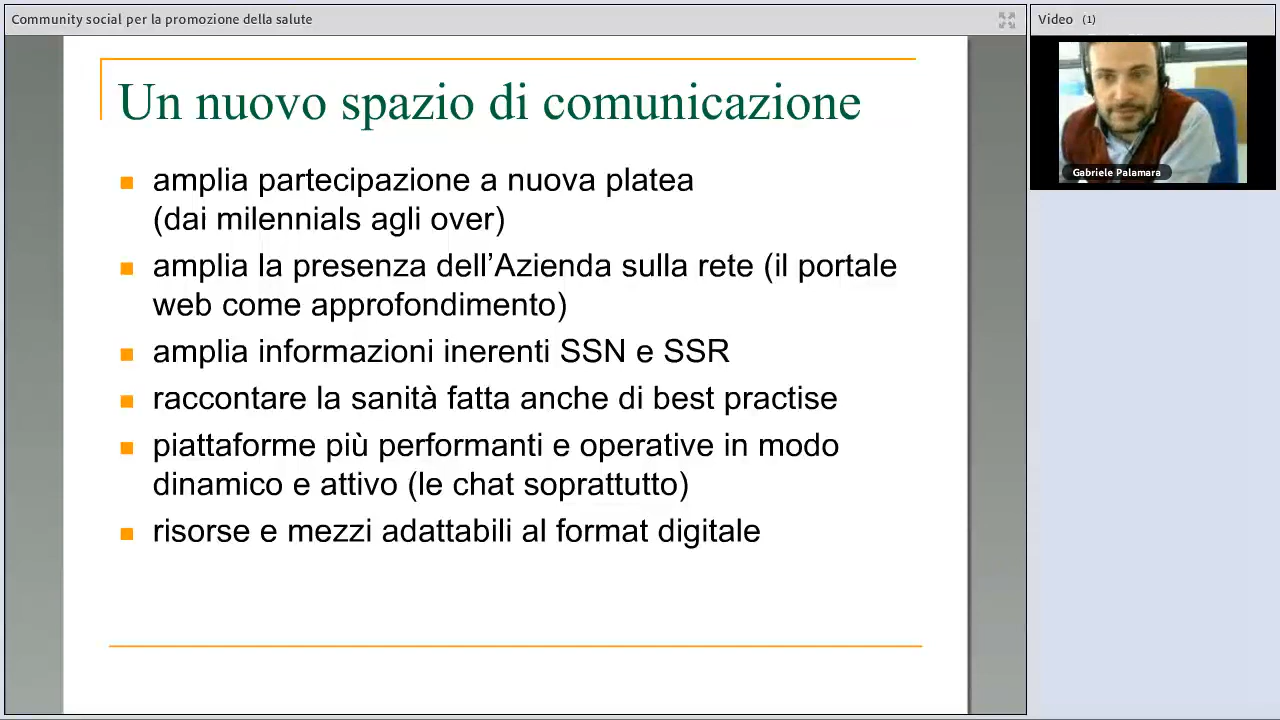 Community social per la promozione della salute
Video (1)
Gabriele Palamara
Un nuovo spazio di comunicazione
amplia partecipazione a nuova platea
(dai milennials agli over)
amplia la presenza dell’Azienda sulla rete (il portale
web come approfondimento)
amplia informazioni inerenti SSN e SSR
raccontare la sanità fatta anche di best practise
piattaforme più performanti e operative in modo
dinamico e attivo (le chat soprattutto)
risorse e mezzi adattabili al format digitale